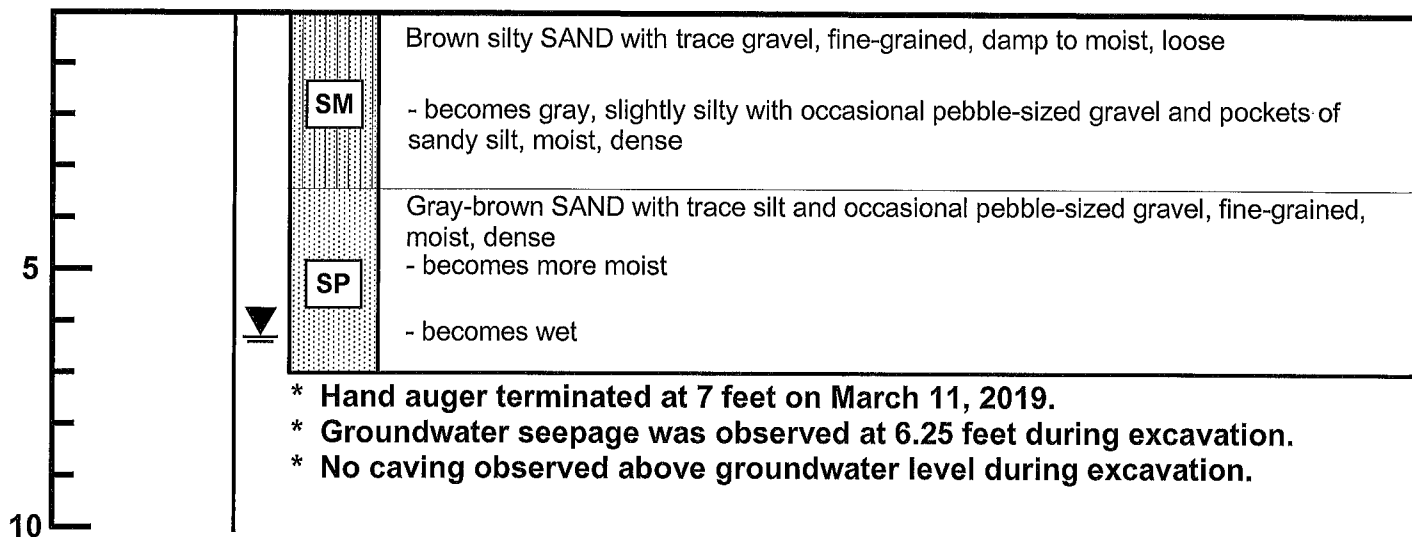 Brown silty SAND with trace gravel, fine-grained, damp to moist, loose
SM
- becomes gray, slightly silty with occasional pebble-sized gravel and pockets of
sandy silt, moist, dense
Gray-brown SAND with trace silt and occasional pebble-sized gravel, fine-grained,
moist, dense
5
- becomes more moist
SP
- becomes wet
* Hand auger terminated at 7 feet on March 11, 2019.
* Groundwater seepage was observed at 6.25 feet during excavation.
* No caving observed above groundwater level during excavation.
10